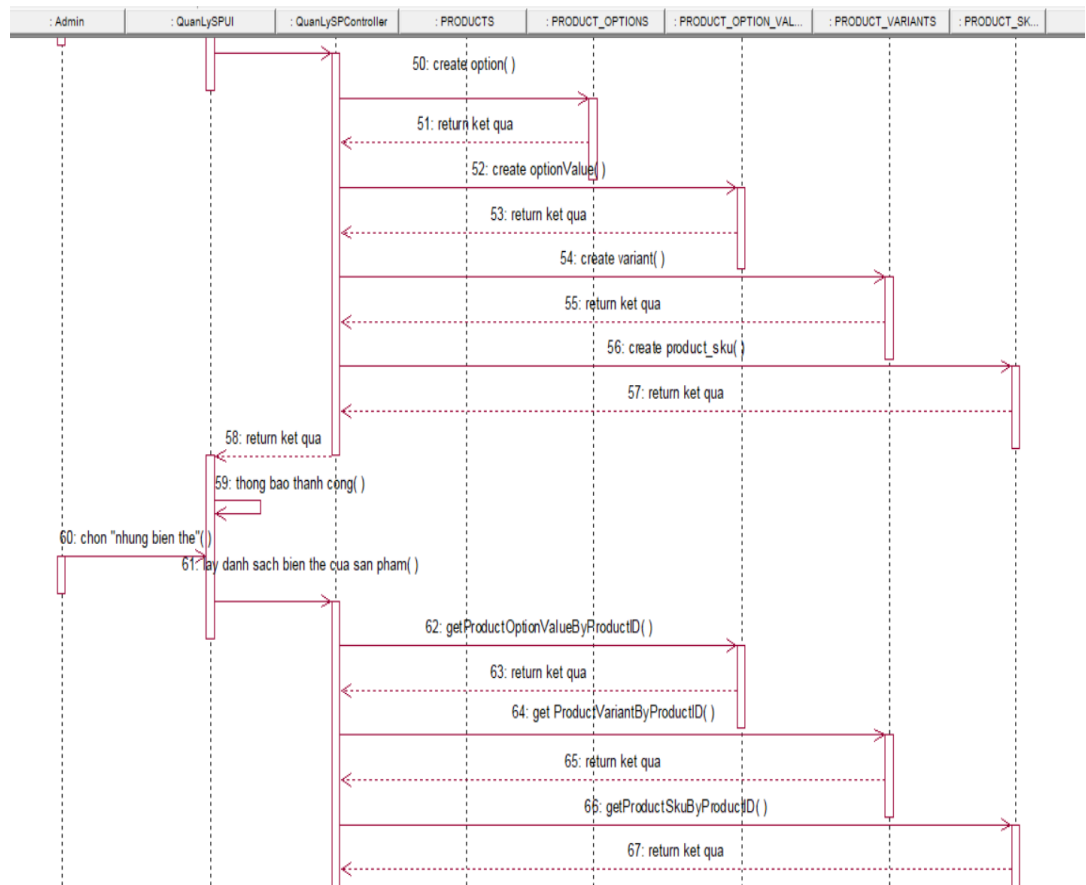 : Admin
: QuanLySPUI
: QuanLySPController
: PRODUCTS
: PRODUCT_OPTIONS
: PRODUCT_OPTION_VAL...
: PRODUCT_VARIANTS
: PRODUCT_SK...
50: create option( )
51: return ket qua
52: create optionValue( )
53: return ket qua
54: create variant( )
55: return ket qua
56: create product_sku( )
57: return ket qua
58: return ket qua
59: thong bao thanh cong( )
60: chon "nhung bien the"( )
61: lay danh sach bien the cua san pham( )
62: getProductOptionValueByProductID( )
63: return ket qua
64: get ProductVariantByProductID( )
65: return ket qua
66: getProductSkuByProductID( )
67: return ket qua